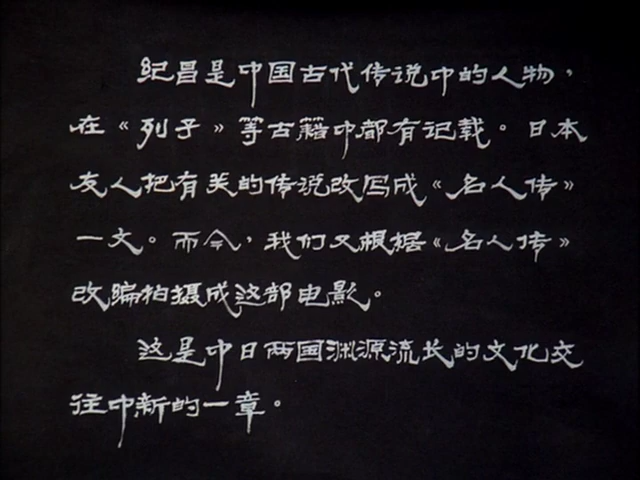 纪昌是中国古代传说中的人物，
在《列子》等古籍中都有记载。日本
友人把有关的传说改写成《名人传》
一文。而今，我们又根据《名人传》
改编拍摄成这部电影。
这是中日两国渊源流长的文化交
往中新的一章。